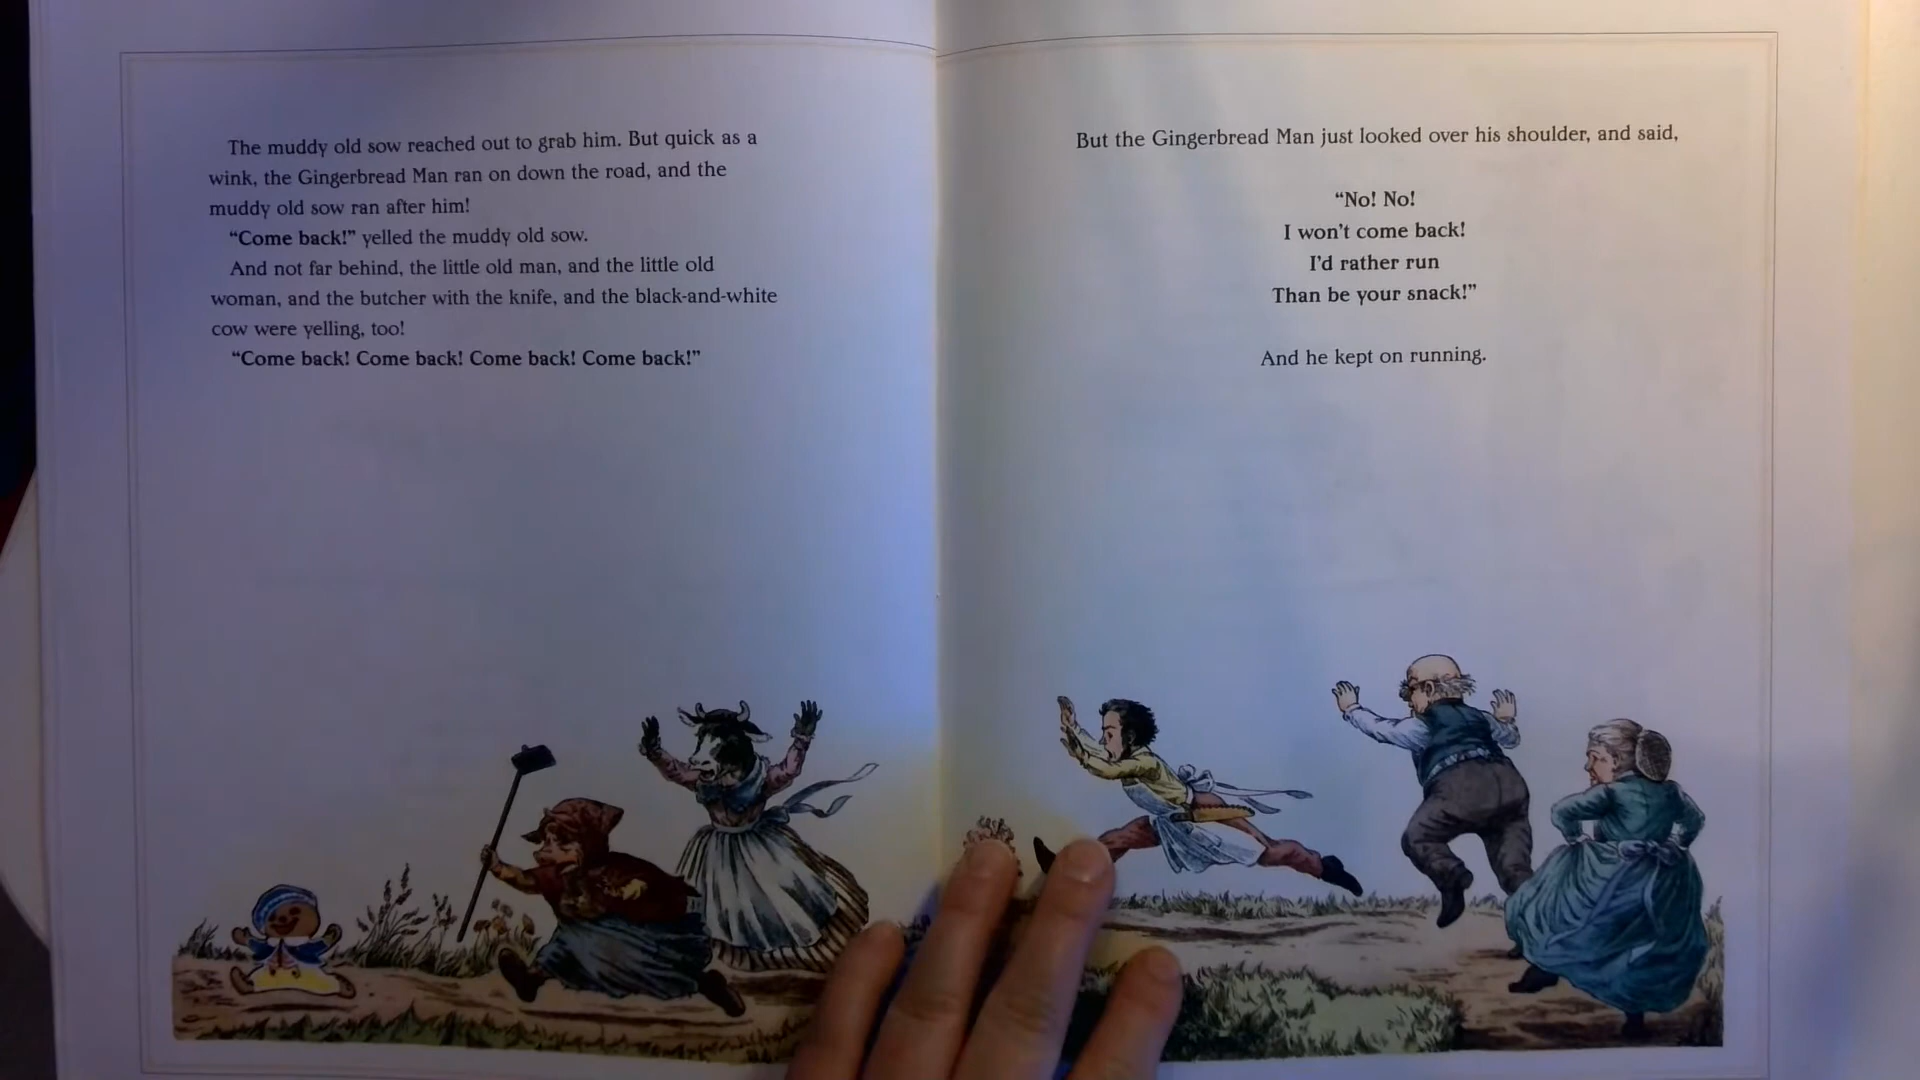 The muddy old sow reached out to grab him. But quick as a
wink, the Gingerbread Man ran on down the road, and the
muddy old sow ran after him!
“Come back!” yelled the muddy old sow.
And not far behind, the little old man, and the little old
woman, and the butcher with the knife, and the black-and-white
cow were yelling, too!
“Come back! Come back! Come back! Come back!”
But the Gingerbread Man just looked over his shoulder, and said,
“No! No!
I won’t come back!
I’d rather run
Than be your snack!”
And he kept on running.